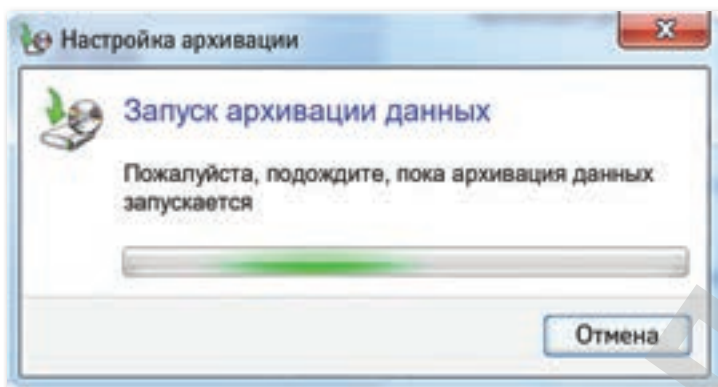 Настройка архивации
Запуск архивации данных
Пожалуйста, подождите, пока архивация данных
запускается
Отмена